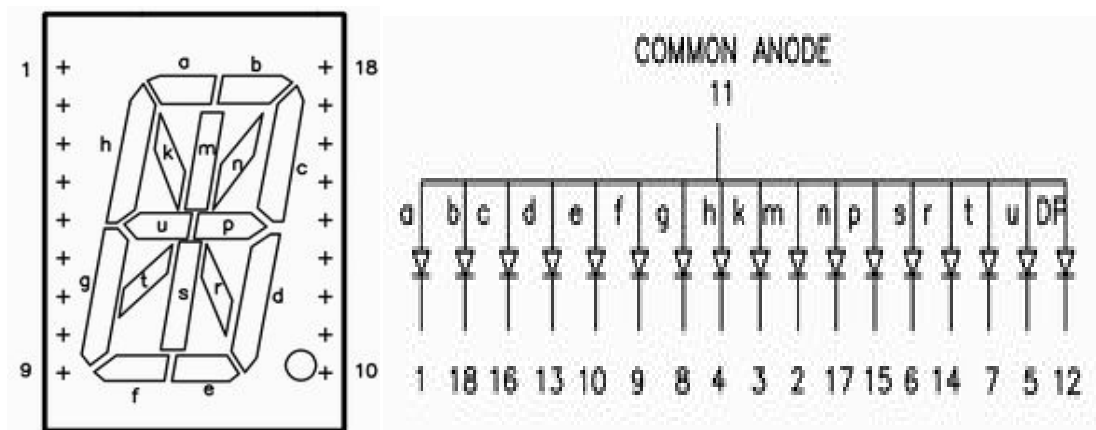 a b
1 18
h k m n c
u p
g t s r d
9 10
f e
COMMON ANODE
11
a b c d e f g h k m n p s r t u DP
1 18 16 13 10 9 8 4 3 2 17 15 6 14 7 5 12